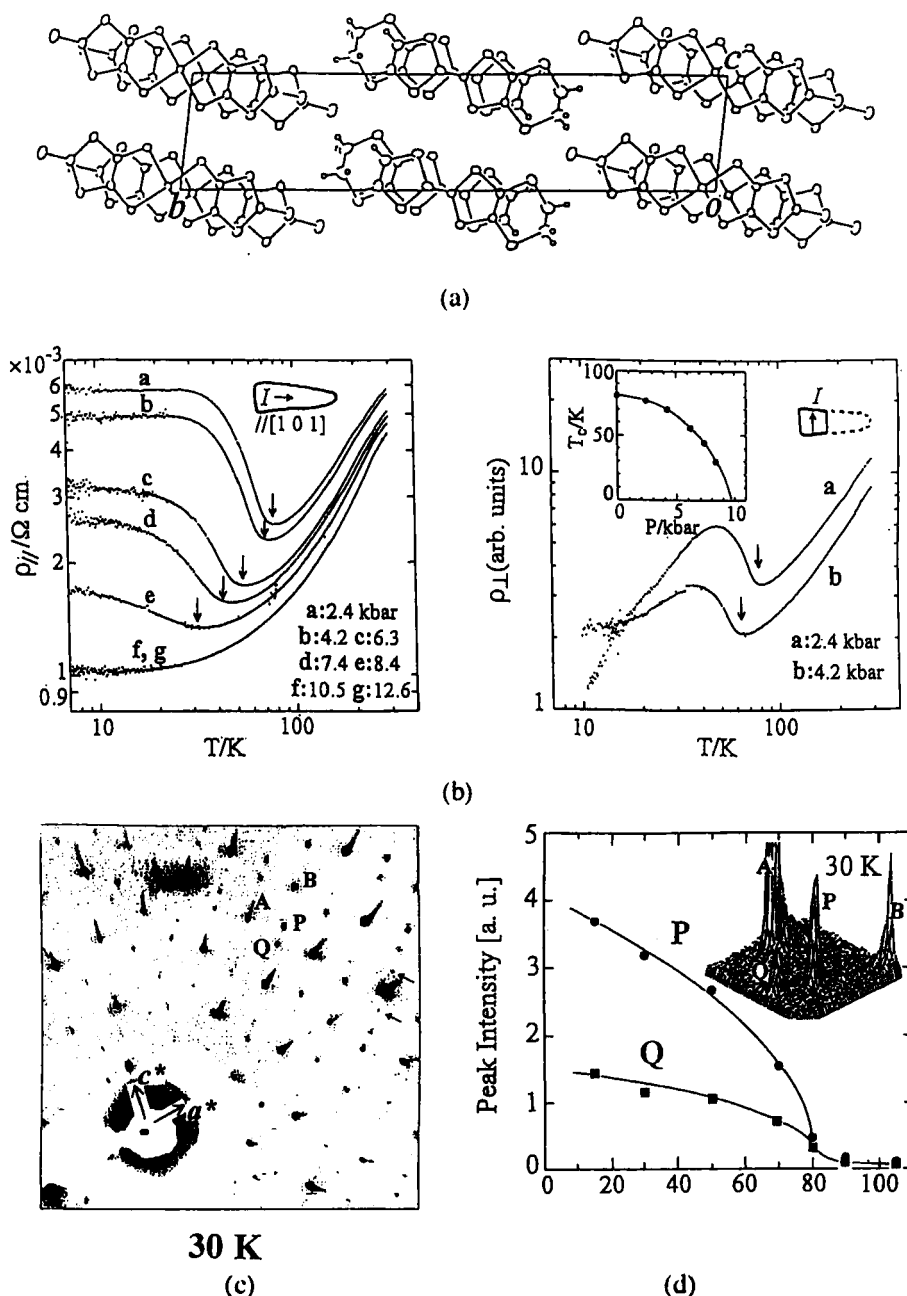 c
b
o
(a)
×10⁻³
6
5
4
3
2
1
0.9
ρ∥/Ω cm
a
b
c
d
e
f, g
I →
//[1 0 1]
a:2.4 kbar
b:4.2 c:6.3
d:7.4 e:8.4
f:10.5 g:12.6
10
100
T/K
10
1
ρ⊥(arb. units)
100
50
0
T_c/K
0
5
10
P/kbar
I
a
b
a:2.4 kbar
b:4.2 kbar
10
100
T/K
(b)
B
A
P
Q
c*
a*
30 K
(c)
5
4
3
2
1
0
Peak Intensity [a. u.]
P
Q
30 K
A
P
B
Q
0
20
40
60
80
100
(d)